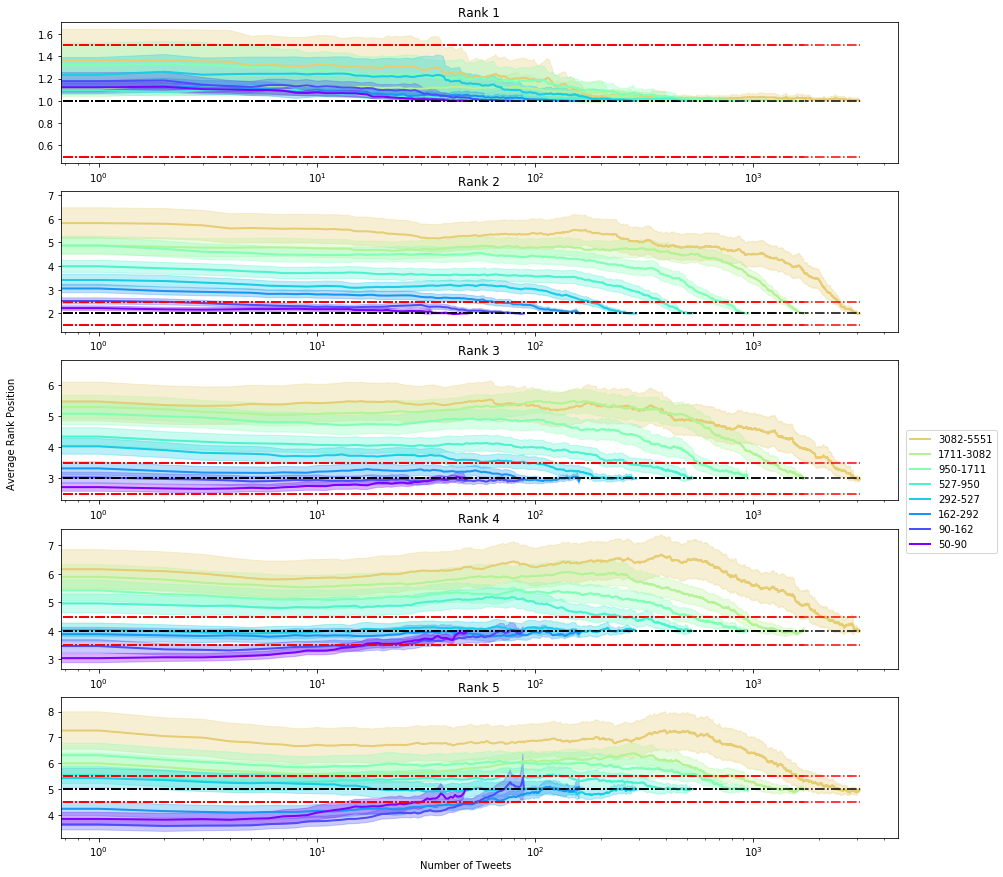 Rank 1
1.6
1.4
1.2
1.0
0.8
0.6
10^0 10^1 10^2 10^3
Rank 2
7
6
5
4
3
2
10^0 10^1 10^2 10^3
Rank 3
6
5
4
3
10^0 10^1 10^2 10^3
Rank 4
7
6
5
4
3
10^0 10^1 10^2 10^3
Rank 5
8
7
6
5
4
10^0 10^1 10^2 10^3
Number of Tweets
Average Rank Position
3082-5551
1711-3082
950-1711
527-950
292-527
162-292
90-162
50-90